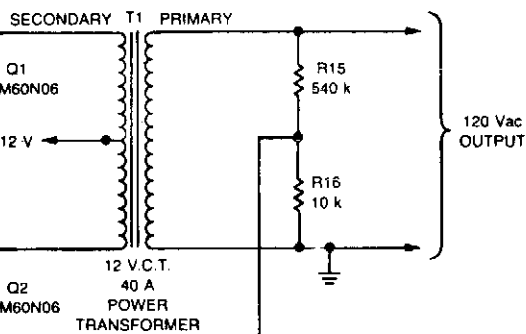 SECONDARY T1 PRIMARY
Q1
M60N06
12 V
R15
540 k
120 Vac
OUTPUT
R16
10 k
12 V.C.T.
40 A
POWER
TRANSFORMER
Q2
M60N06